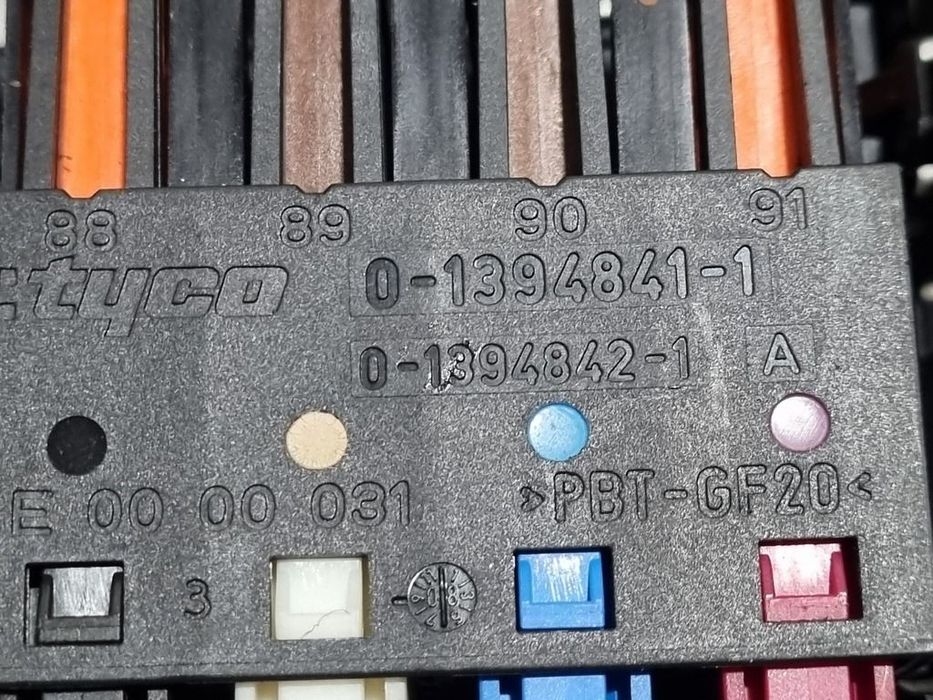 88 89 90 91
tyco 0-1394841-1
0-1394842-1 A
E 00 00 031 >PBT-GF20<
3